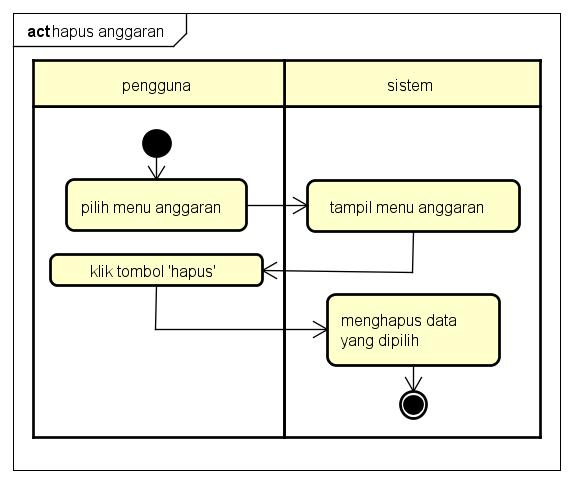 act hapus anggaran
pengguna
sistem
pilih menu anggaran
tampil menu anggaran
klik tombol 'hapus'
menghapus data
yang dipilih